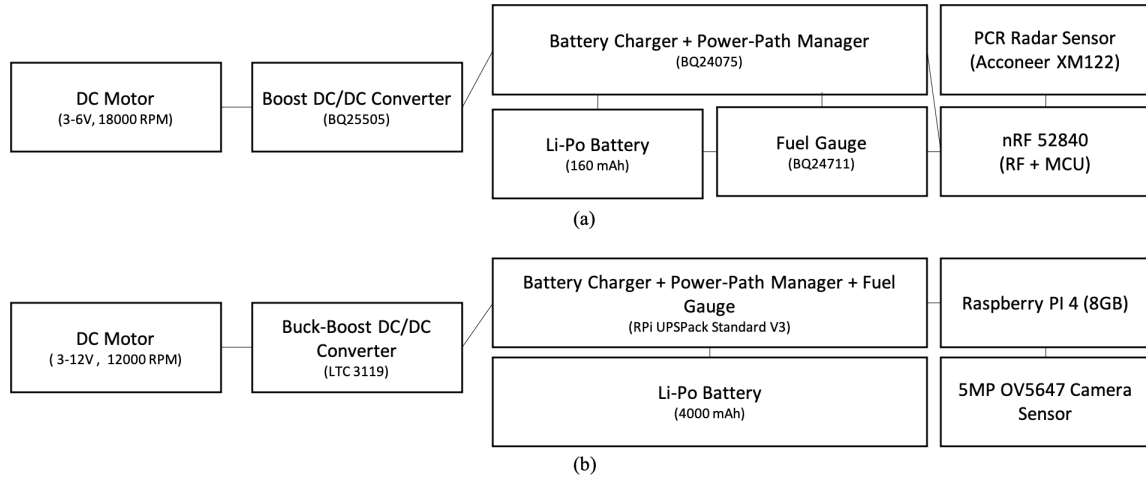 DC Motor
(3-6V, 18000 RPM)
Boost DC/DC Converter
(BQ25505)
Battery Charger + Power-Path Manager
(BQ24075)
Li-Po Battery
(160 mAh)
Fuel Gauge
(BQ24711)
PCR Radar Sensor
(Acconeer XM122)
nRF 52840
(RF + MCU)
(a)
DC Motor
( 3-12V , 12000 RPM)
Buck-Boost DC/DC
Converter
(LTC 3119)
Battery Charger + Power-Path Manager + Fuel
Gauge
(RPi UPSPack Standard V3)
Li-Po Battery
(4000 mAh)
Raspberry PI 4 (8GB)
5MP OV5647 Camera
Sensor
(b)